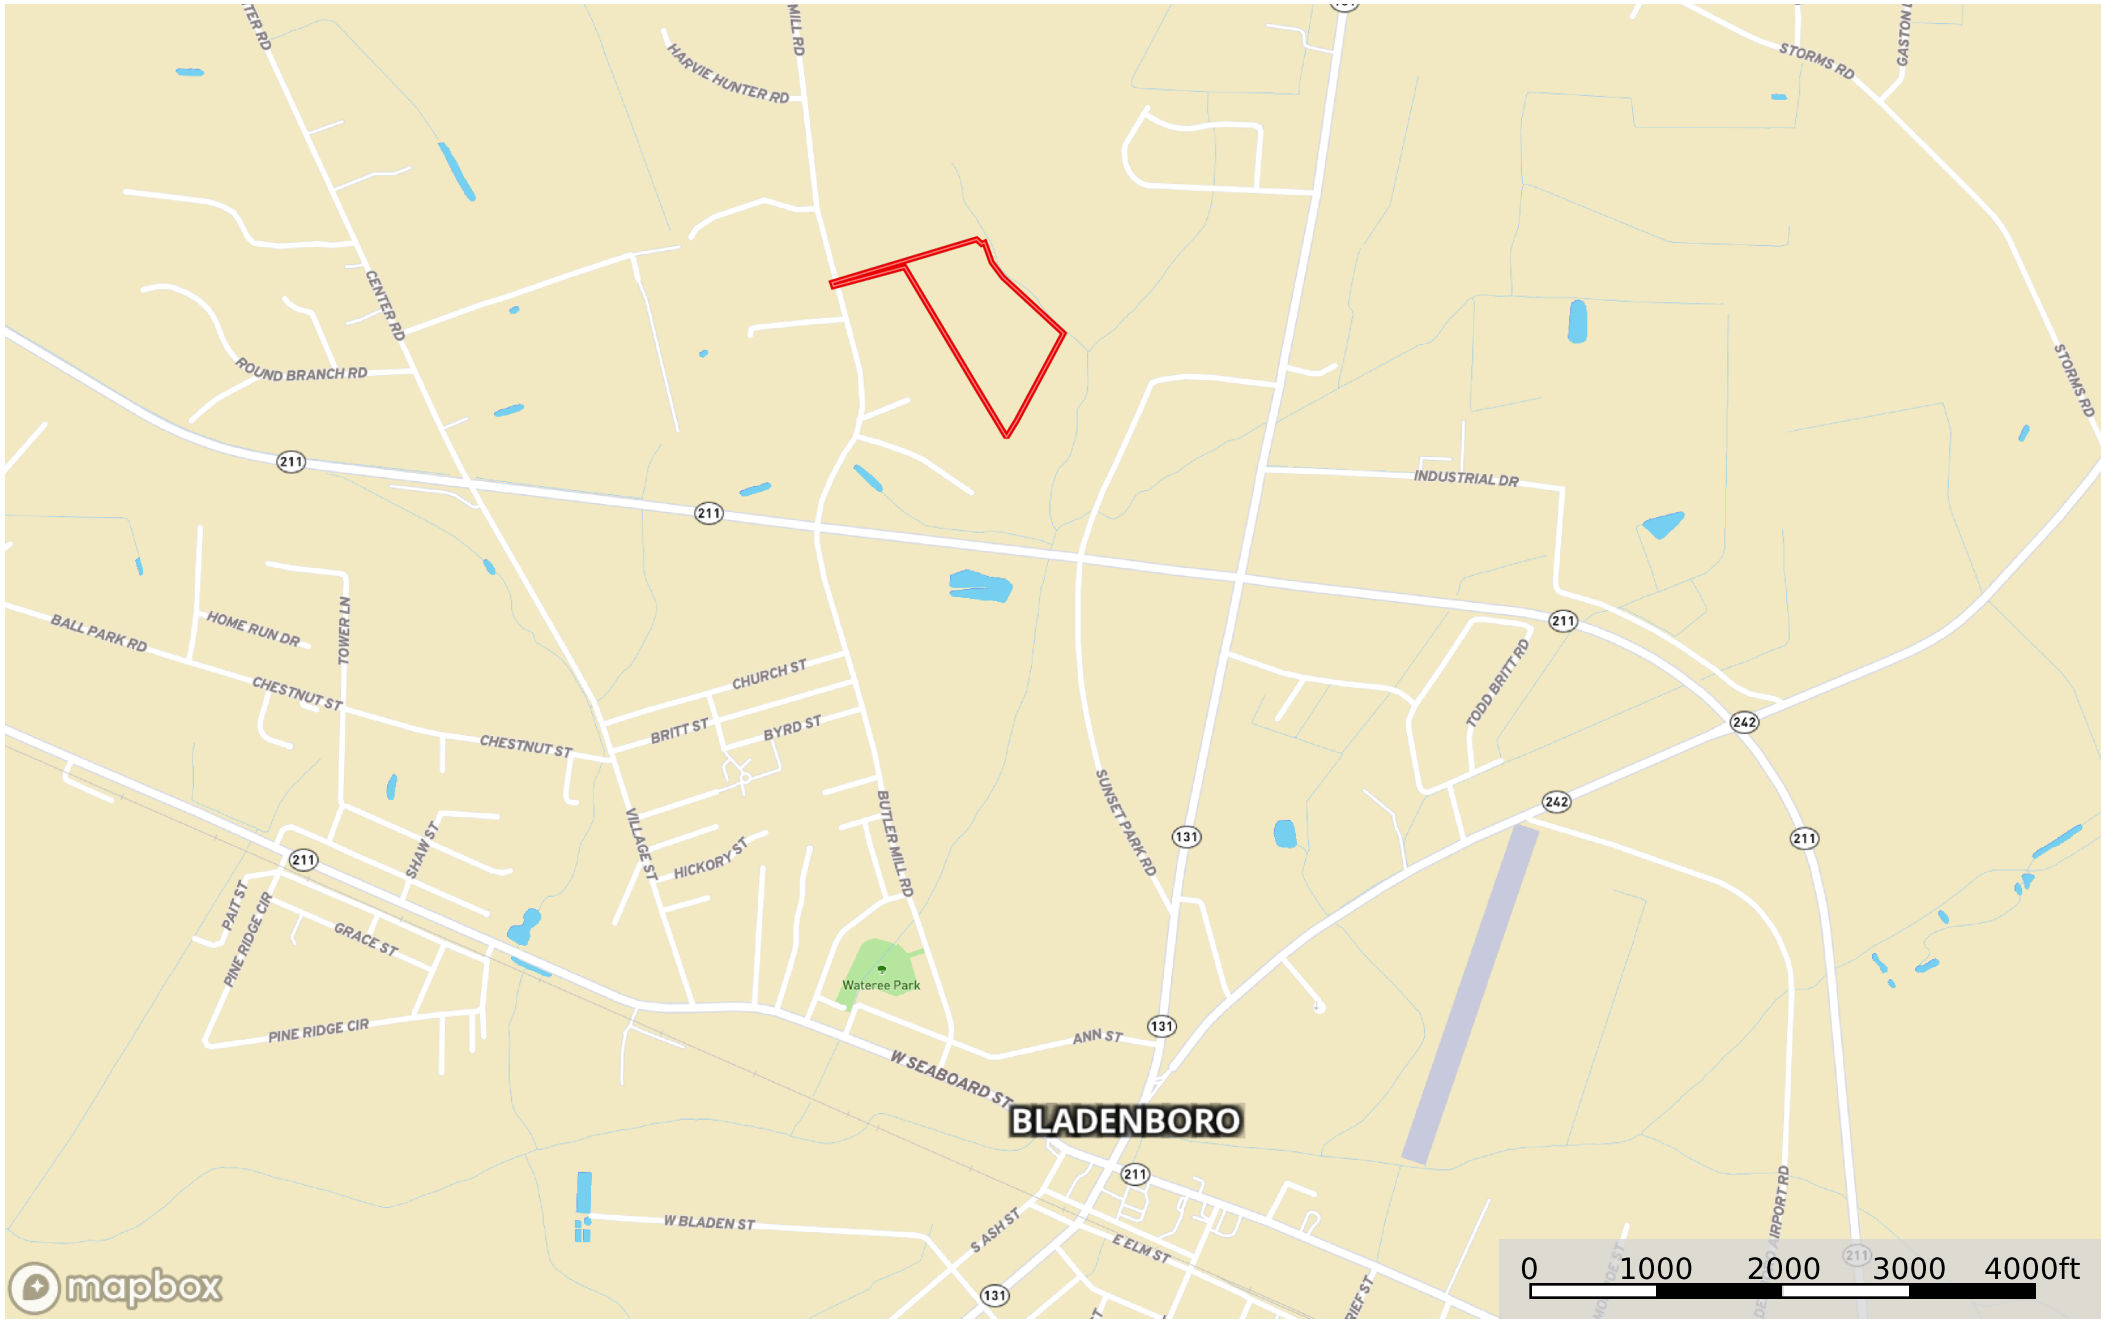 131
MILL RD
HARVIE HUNTER RD
STORMS RD
CENTER RD
STORMS RD
ROUND BRANCH RD
211
211
INDUSTRIAL DR
HOME RUN DR
TOWER LN
BALL PARK RD
211
CHURCH ST
TODD BRITT RD
CHESTNUT ST
242
BRITT ST
BYRD ST
CHESTNUT ST
242
SUNSET PARK RD
131
211
VILLAGE ST
BUTLER MILL RD
SHAW ST
HICKORY ST
211
PAIT ST
PINE RIDGE CIR
GRACE ST
Wateree Park
PINE RIDGE CIR
131
ANN ST
W SEABOARD ST
BLADENBORO
211
W BLADEN ST
S ASH ST
E ELM ST
AIRPORT RD
211
131
mapbox
0 1000 2000 3000 4000ft